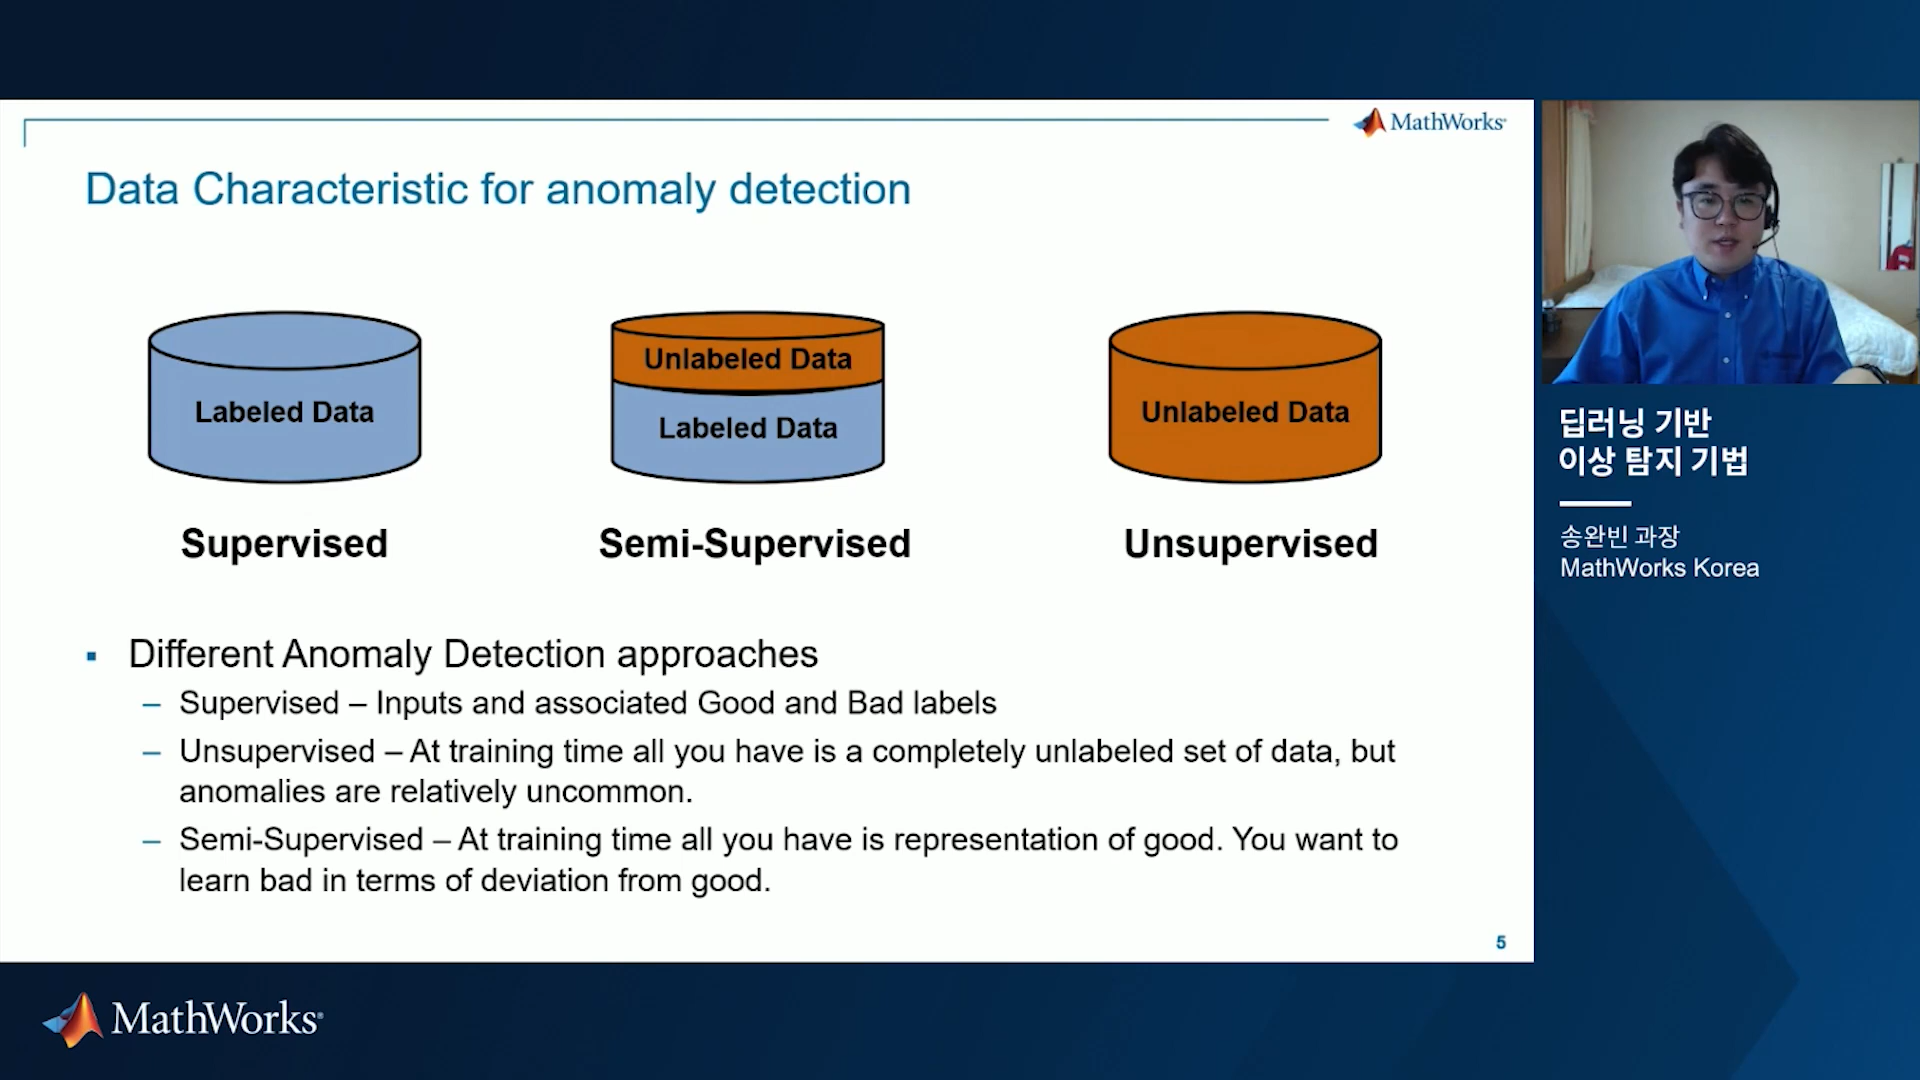 MathWorks®
Data Characteristic for anomaly detection
Labeled Data
Unlabeled Data
Labeled Data
Unlabeled Data
Supervised
Semi-Supervised
Unsupervised
▪ Different Anomaly Detection approaches
– Supervised – Inputs and associated Good and Bad labels
– Unsupervised – At training time all you have is a completely unlabeled set of data, but
anomalies are relatively uncommon.
– Semi-Supervised – At training time all you have is representation of good. You want to
learn bad in terms of deviation from good.
5
딥러닝 기반
이상 탐지 기법
송완빈 과장
MathWorks Korea
MathWorks®